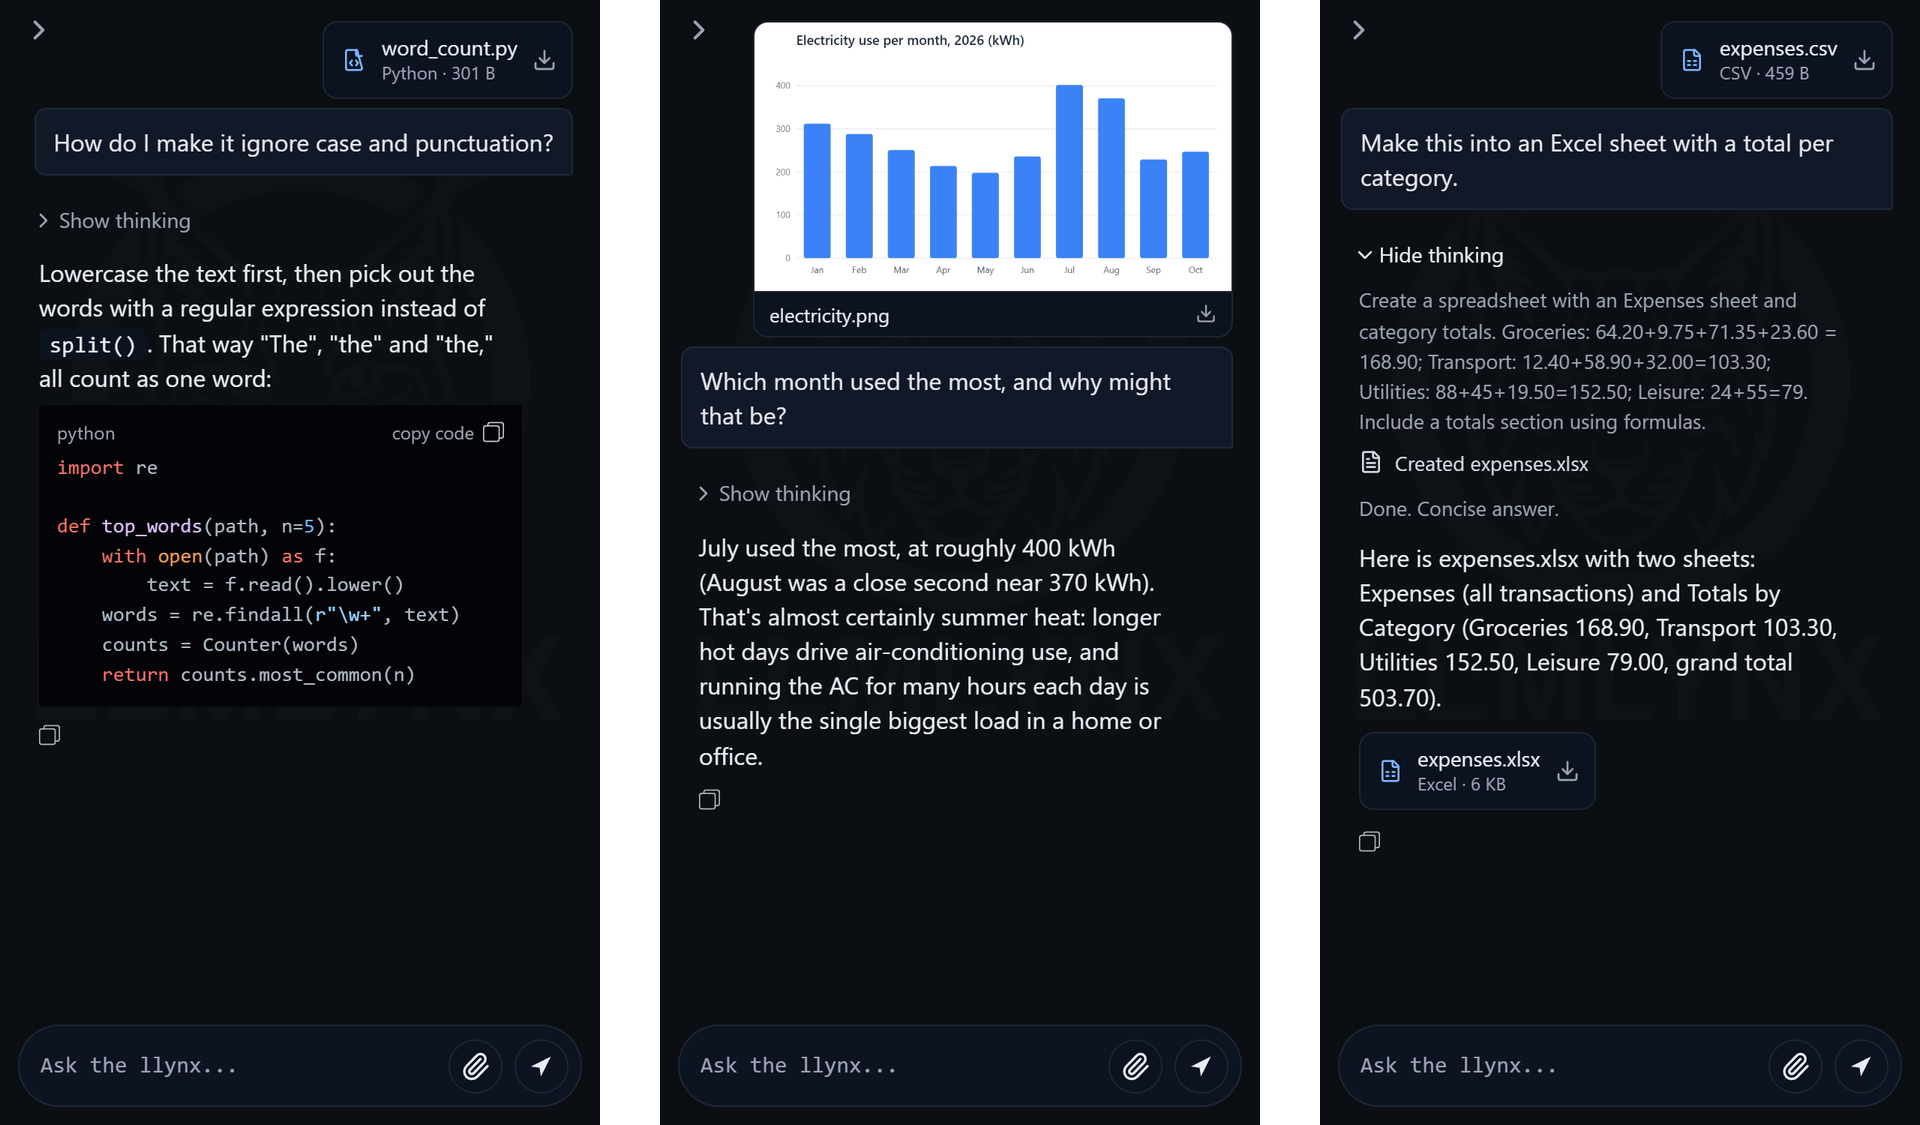 word_count.py
Python · 301 B
How do I make it ignore case and punctuation?
Show thinking
Lowercase the text first, then pick out the
words with a regular expression instead of
split() . That way "The", "the" and "the,"
all count as one word:
python
copy code
import re
def top_words(path, n=5):
    with open(path) as f:
        text = f.read().lower()
    words = re.findall(r"\w+", text)
    counts = Counter(words)
    return counts.most_common(n)
Ask the llynx...
Electricity use per month, 2026 (kWh)
400
300
200
100
0
Jan Feb Mar Apr May Jun Jul Aug Sep Oct
electricity.png
Which month used the most, and why might
that be?
Show thinking
July used the most, at roughly 400 kWh
(August was a close second near 370 kWh).
That's almost certainly summer heat: longer
hot days drive air-conditioning use, and
running the AC for many hours each day is
usually the single biggest load in a home or
office.
Ask the llynx...
expenses.csv
CSV · 459 B
Make this into an Excel sheet with a total per
category.
Hide thinking
Create a spreadsheet with an Expenses sheet and
category totals. Groceries: 64.20+9.75+71.35+23.60 =
168.90; Transport: 12.40+58.90+32.00=103.30;
Utilities: 88+45+19.50=152.50; Leisure: 24+55=79.
Include a totals section using formulas.
Created expenses.xlsx
Done. Concise answer.
Here is expenses.xlsx with two sheets:
Expenses (all transactions) and Totals by
Category (Groceries 168.90, Transport 103.30,
Utilities 152.50, Leisure 79.00, grand total
503.70).
expenses.xlsx
Excel · 6 KB
Ask the llynx...